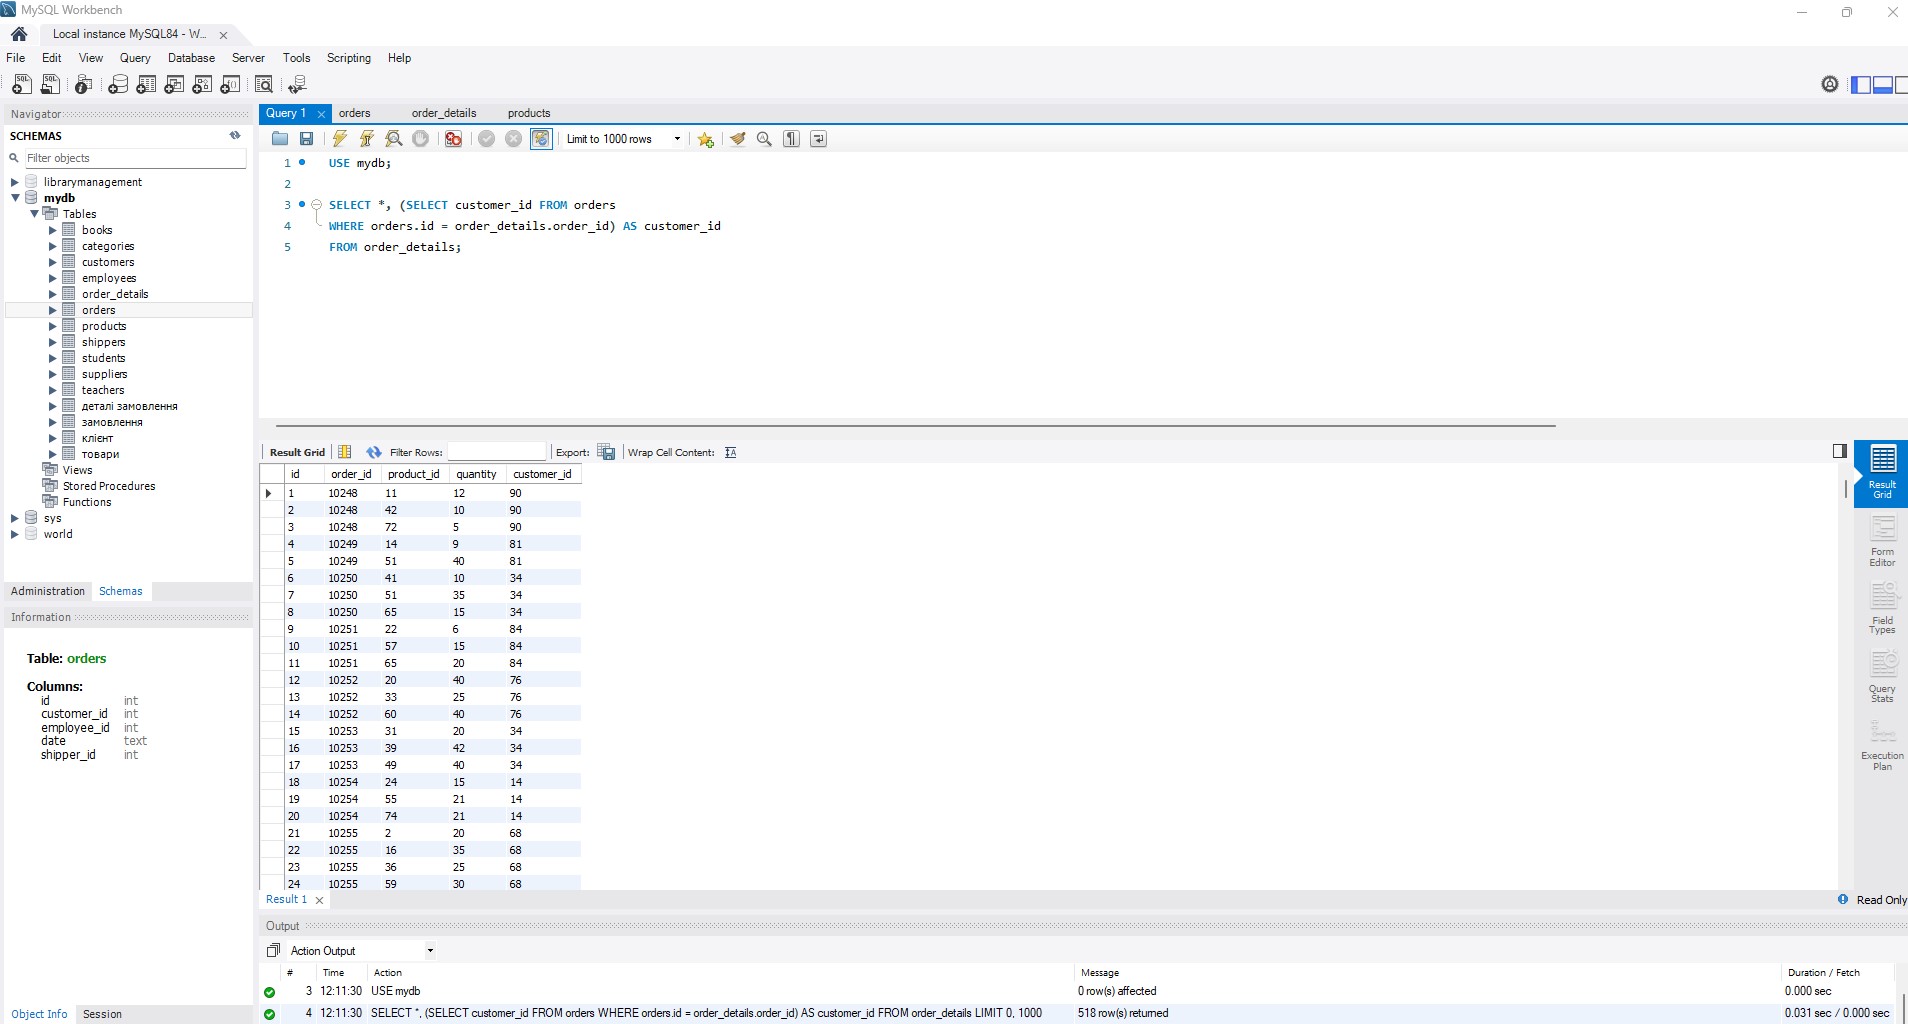 MySQL Workbench
Local instance MySQL84 - W...
File Edit View Query Database Server Tools Scripting Help
Navigator
SCHEMAS
Filter objects
librarymanagement
mydb
Tables
books
categories
customers
employees
order_details
orders
products
shippers
students
suppliers
teachers
деталі замовлення
замовлення
клієнт
товари
Views
Stored Procedures
Functions
sys
world
Administration Schemas
Information
Table: orders
Columns:
id int
customer_id int
employee_id int
date text
shipper_id int
Object Info Session
Query 1 orders order_details products
Limit to 1000 rows
1 USE mydb;
2
3 SELECT *, (SELECT customer_id FROM orders
4 WHERE orders.id = order_details.order_id) AS customer_id
5 FROM order_details;
Result Grid Filter Rows: Export: Wrap Cell Content:
id order_id product_id quantity customer_id
1 10248 11 12 90
2 10248 42 10 90
3 10248 72 5 90
4 10249 14 9 81
5 10249 51 40 81
6 10250 41 10 34
7 10250 51 35 34
8 10250 65 15 34
9 10251 22 6 84
10 10251 57 15 84
11 10251 65 20 84
12 10252 20 40 76
13 10252 33 25 76
14 10252 60 40 76
15 10253 31 20 34
16 10253 39 42 34
17 10253 49 40 34
18 10254 24 15 14
19 10254 55 21 14
20 10254 74 21 14
21 10255 2 20 68
22 10255 16 35 68
23 10255 36 25 68
24 10255 59 30 68
Result Grid
Form Editor
Field Types
Query Stats
Execution Plan
Result 1
Read Only
Output
Action Output
# Time Action Message Duration / Fetch
3 12:11:30 USE mydb 0 row(s) affected 0.000 sec
4 12:11:30 SELECT *, (SELECT customer_id FROM orders WHERE orders.id = order_details.order_id) AS customer_id FROM order_details LIMIT 0, 1000 518 row(s) returned 0.031 sec / 0.000 sec